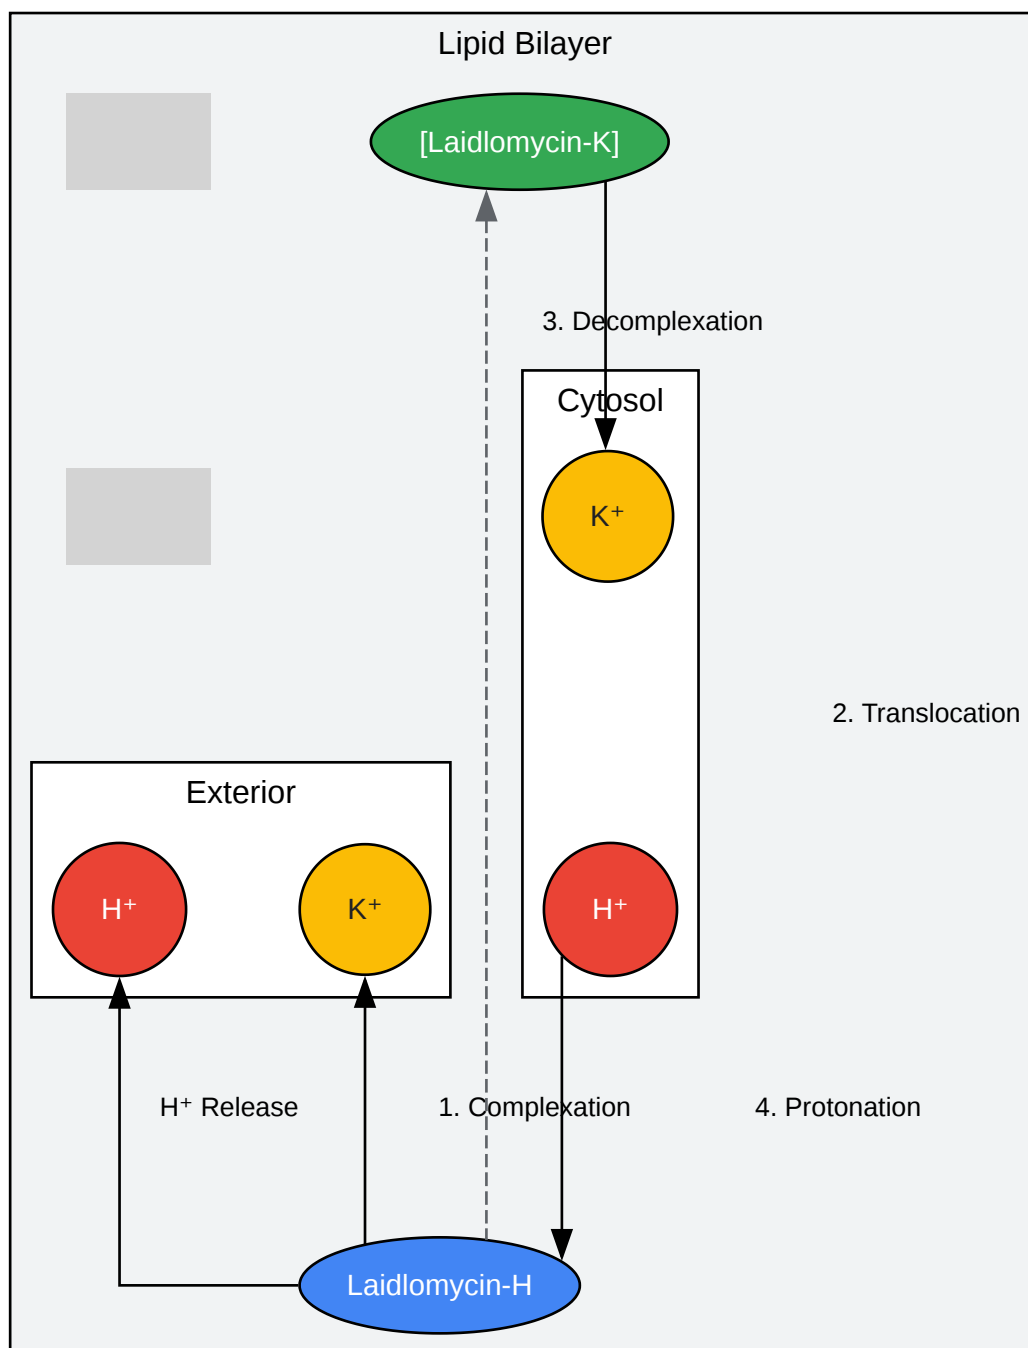 Lipid Bilayer
[Laidlomycin-K]
3. Decomplexation
Cytosol
K⁺
2. Translocation
Exterior
H⁺
K⁺
H⁺
H⁺ Release
1. Complexation
4. Protonation
Laidlomycin-H